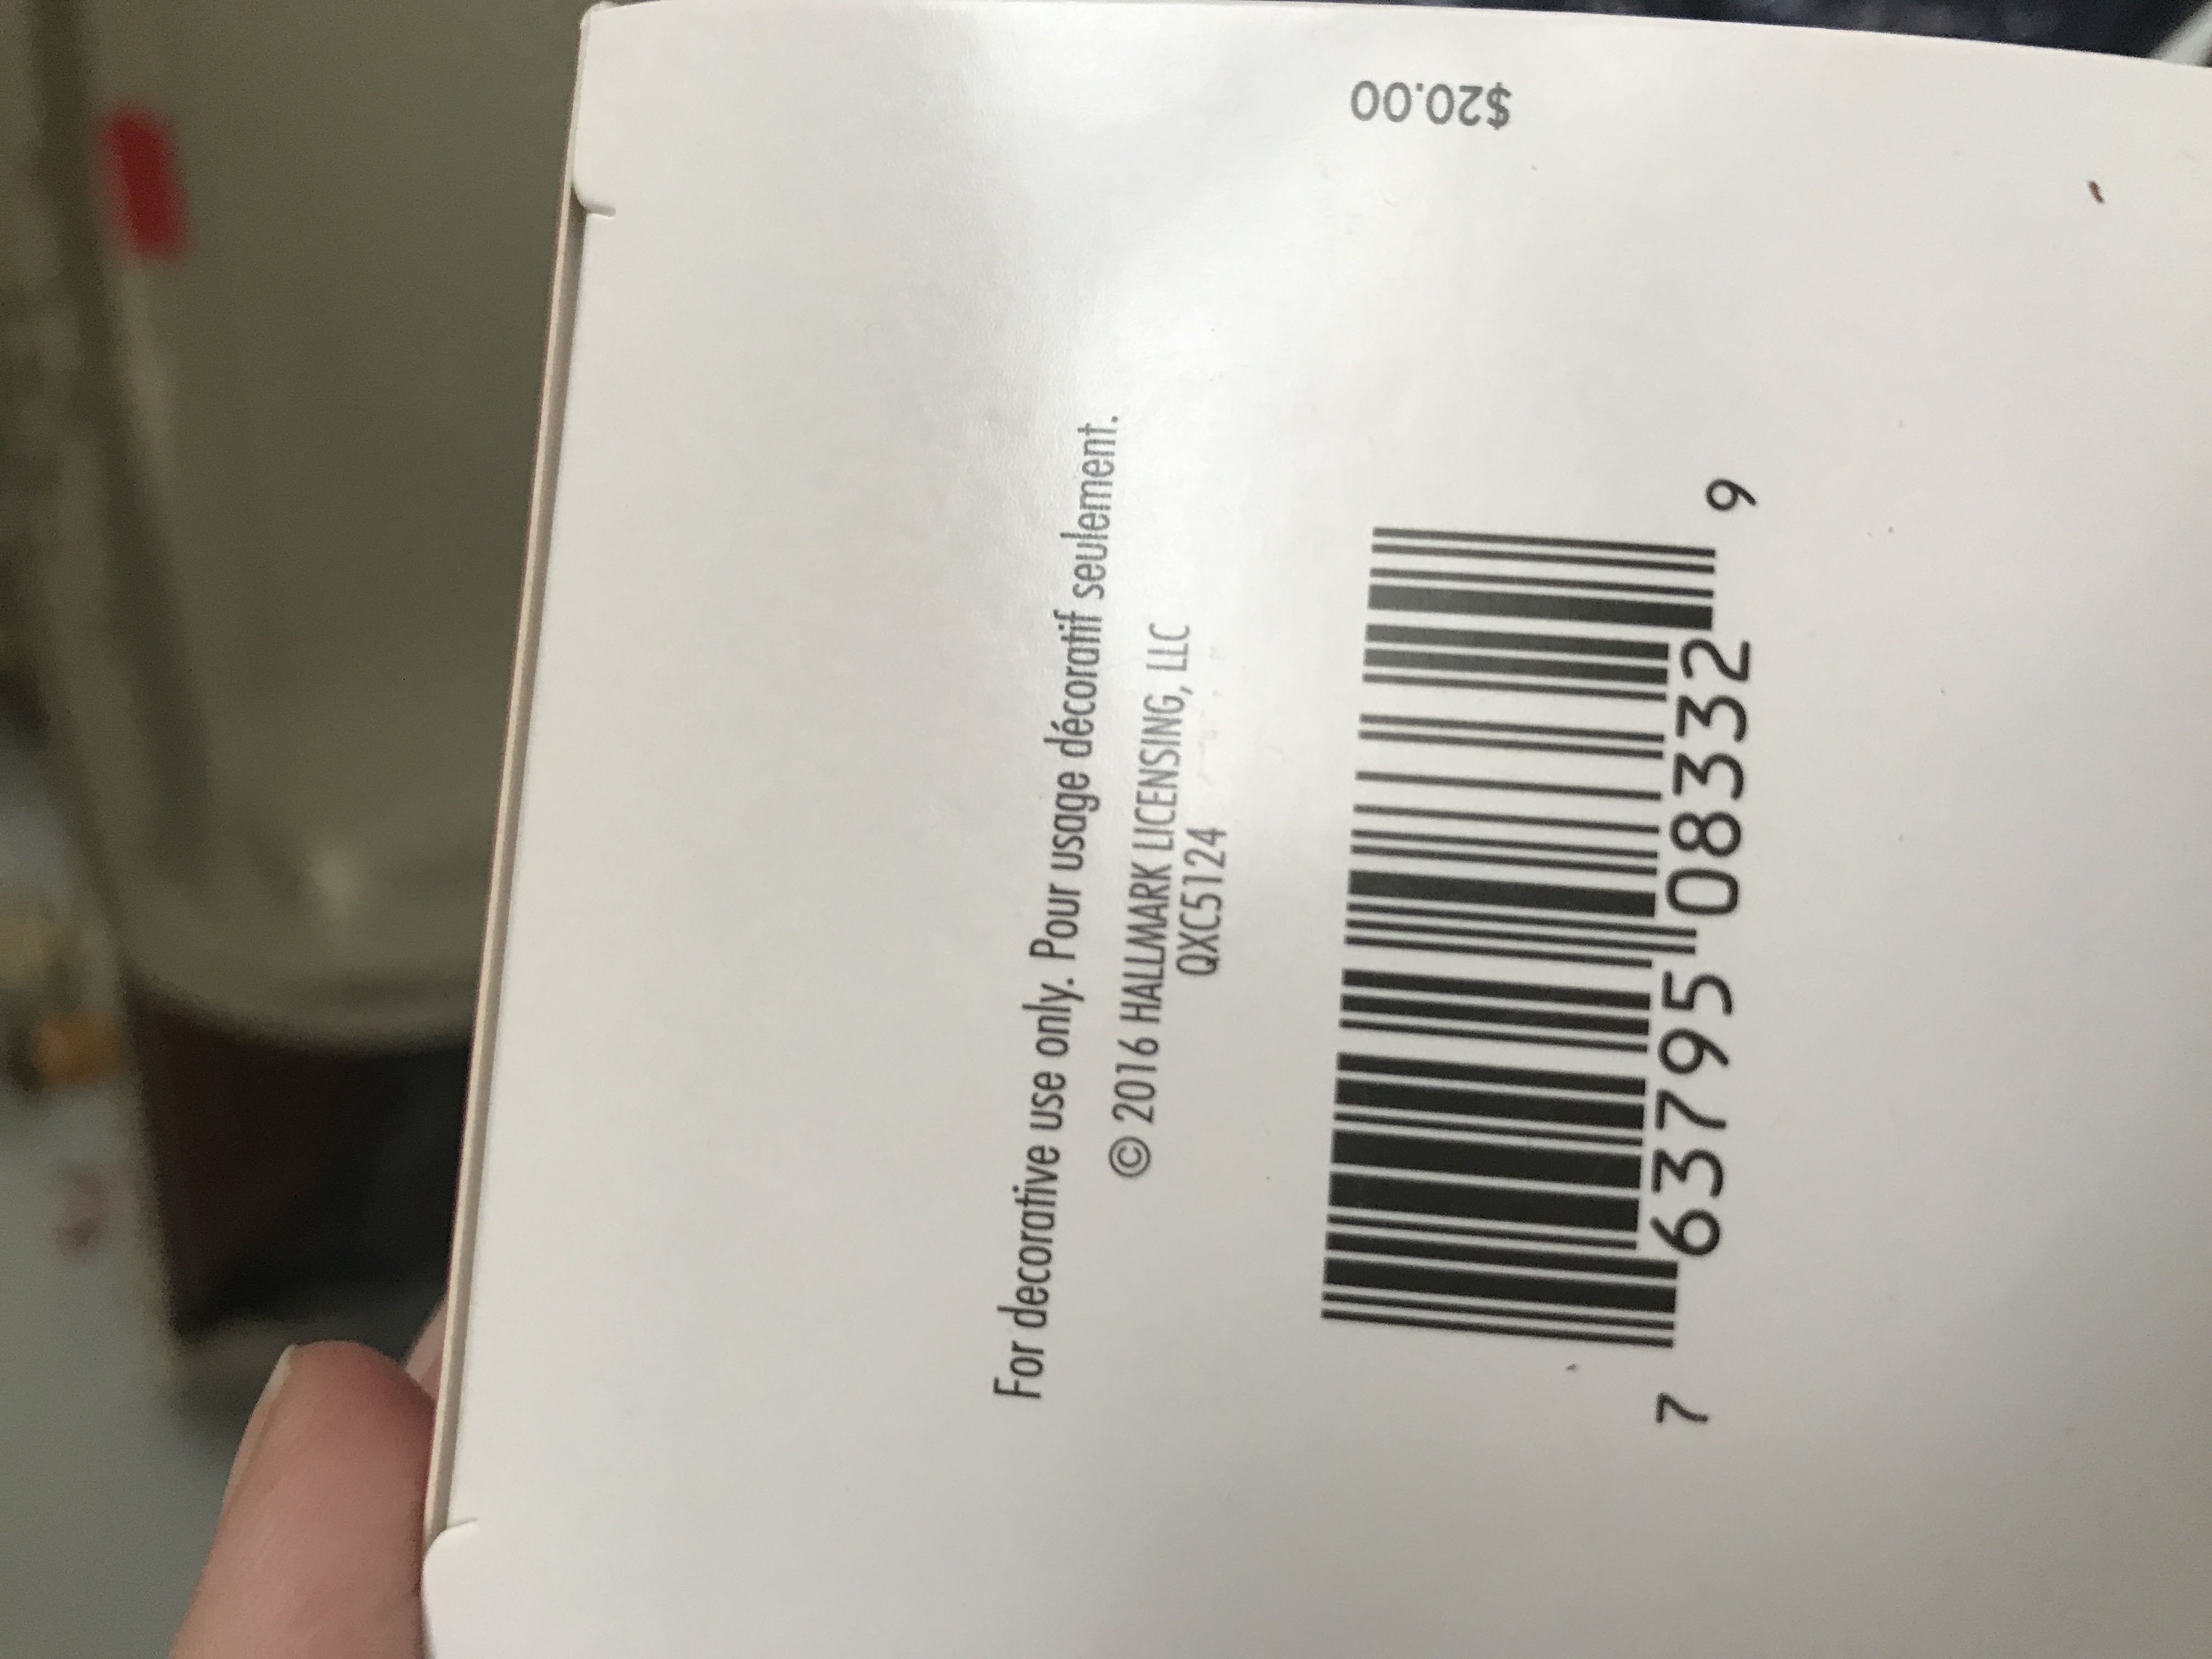 $20.00
For decorative use only. Pour usage décoratif seulement.
© 2016 HALLMARK LICENSING, LLC
QXC5124
7 63795 08332 9